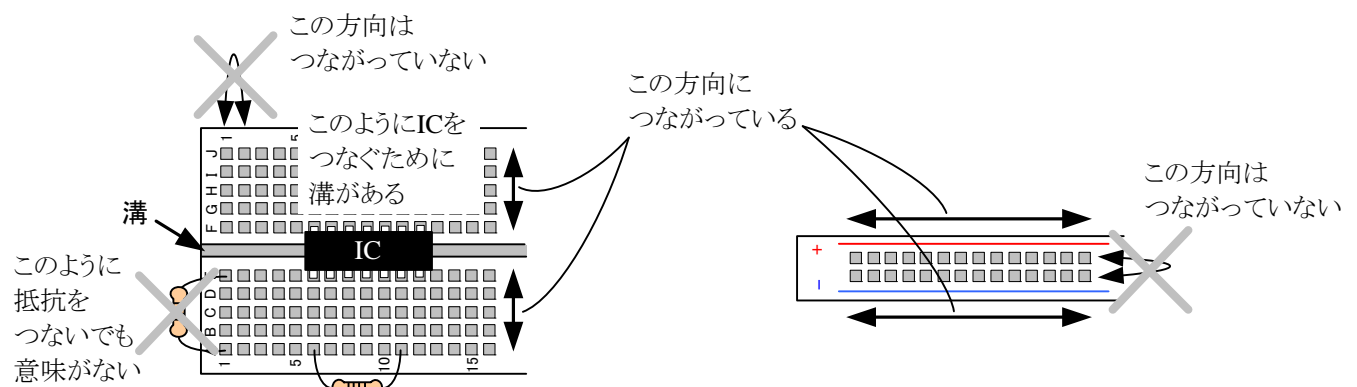 この方向は
つながっていない
このようにICを
つなぐために
溝がある
この方向に
つながっている
この方向は
つながっていない
溝
このように
抵抗を
つないでも
意味がない
IC
J
I
H
G
F
D
C
B
1
1
5
10
15
+
−